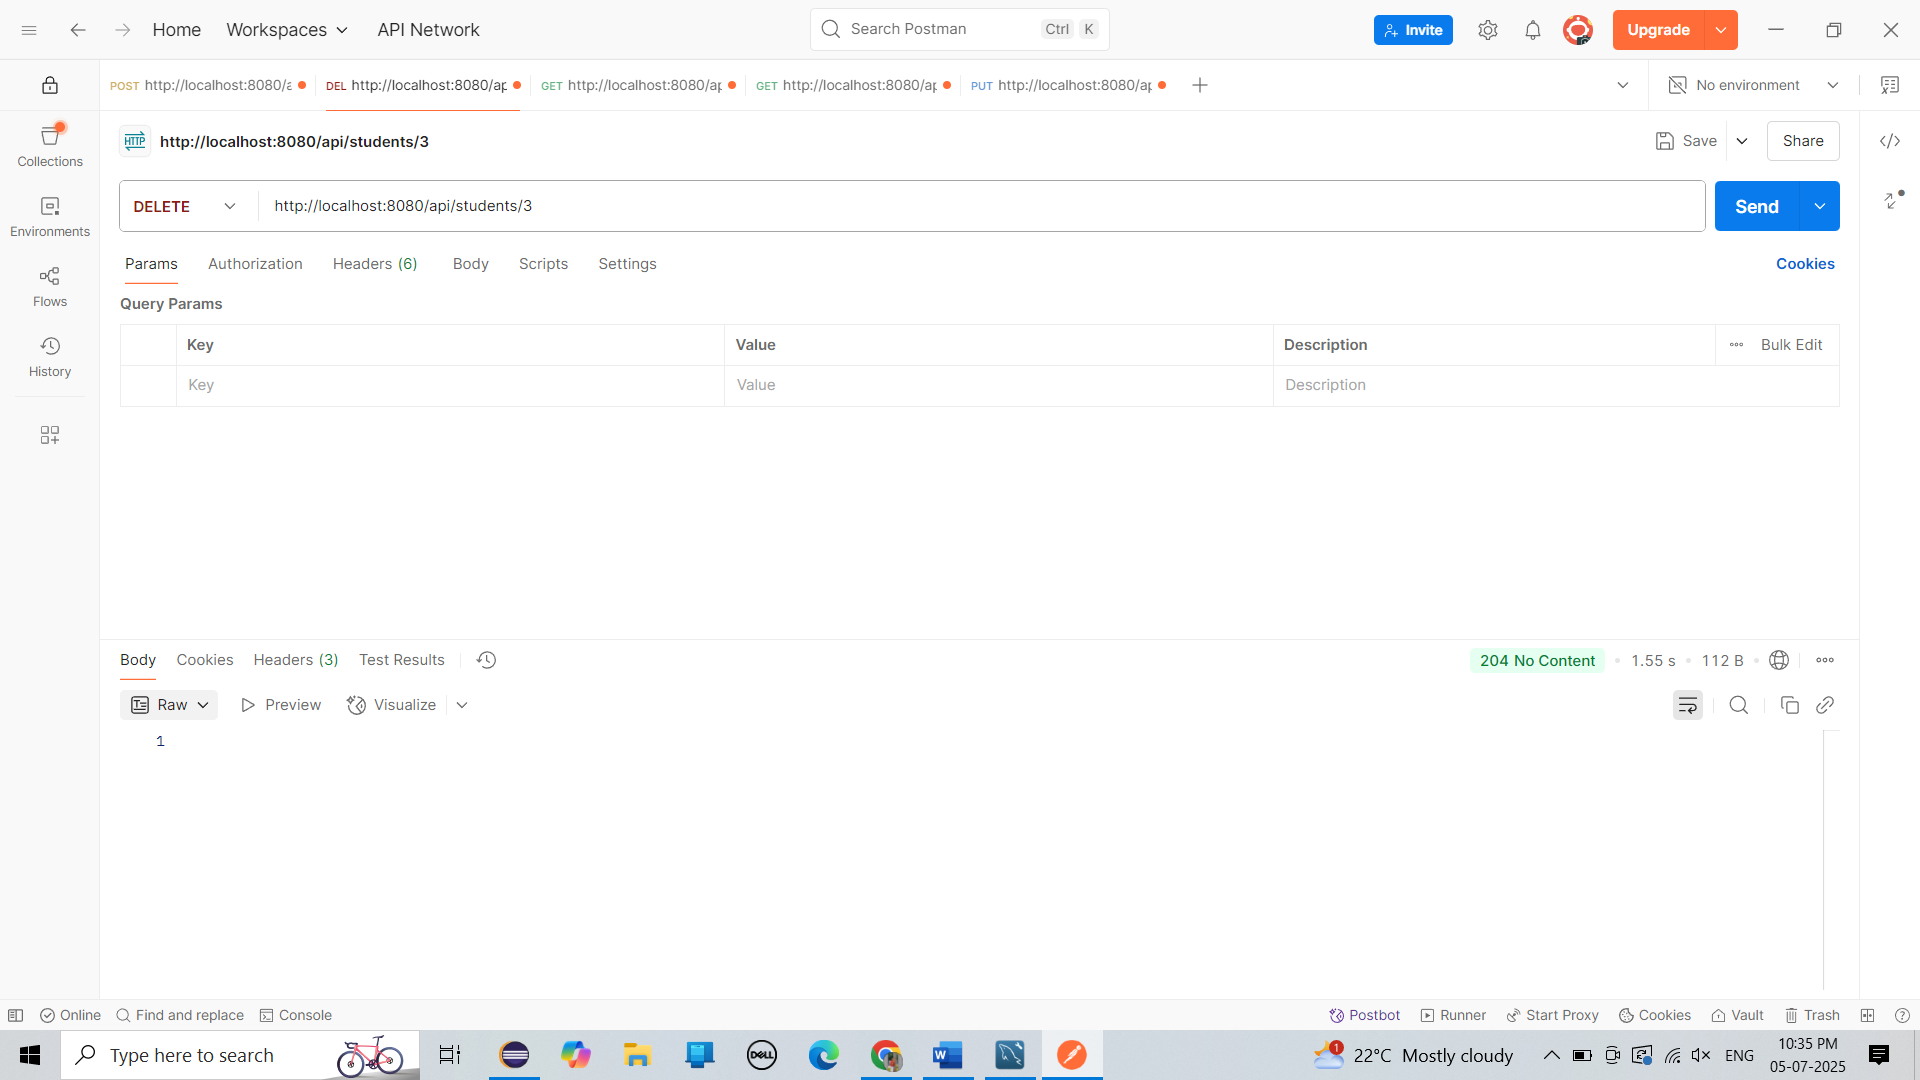 Home
Workspaces
API Network
Search Postman
Ctrl K
Invite
Upgrade
POST http://localhost:8080/a
DEL http://localhost:8080/ap
GET http://localhost:8080/ap
GET http://localhost:8080/ap
PUT http://localhost:8080/ap
No environment
Collections
Environments
Flows
History
HTTP
http://localhost:8080/api/students/3
Save
Share
DELETE
http://localhost:8080/api/students/3
Send
Params
Authorization
Headers (6)
Body
Scripts
Settings
Cookies
Query Params
Key
Value
Description
Bulk Edit
Key
Value
Description
Body
Cookies
Headers (3)
Test Results
204 No Content
1.55 s
112 B
Raw
Preview
Visualize
1
Online
Find and replace
Console
Postbot
Runner
Start Proxy
Cookies
Vault
Trash
Type here to search
DELL
W
1
22°C Mostly cloudy
ENG
10:35 PM
05-07-2025